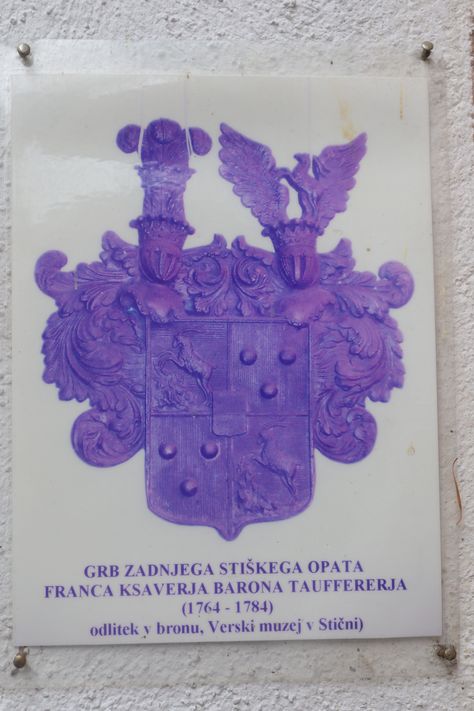 GRB ZADNJEGA STIŠKEGA OPATA
FRANCA KSAVERJA BARONA TAUFFERERJA
(1764 - 1784)
odlitek y bronu, Verski muzej v Stični)